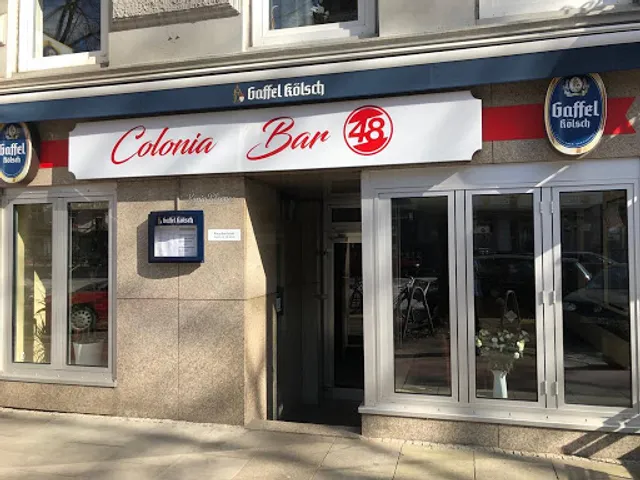 Gaffel Kölsch
Colonia Bar 48
Gaffel
Kölsch
Gaffel
Kölsch
Gaffel Kölsch